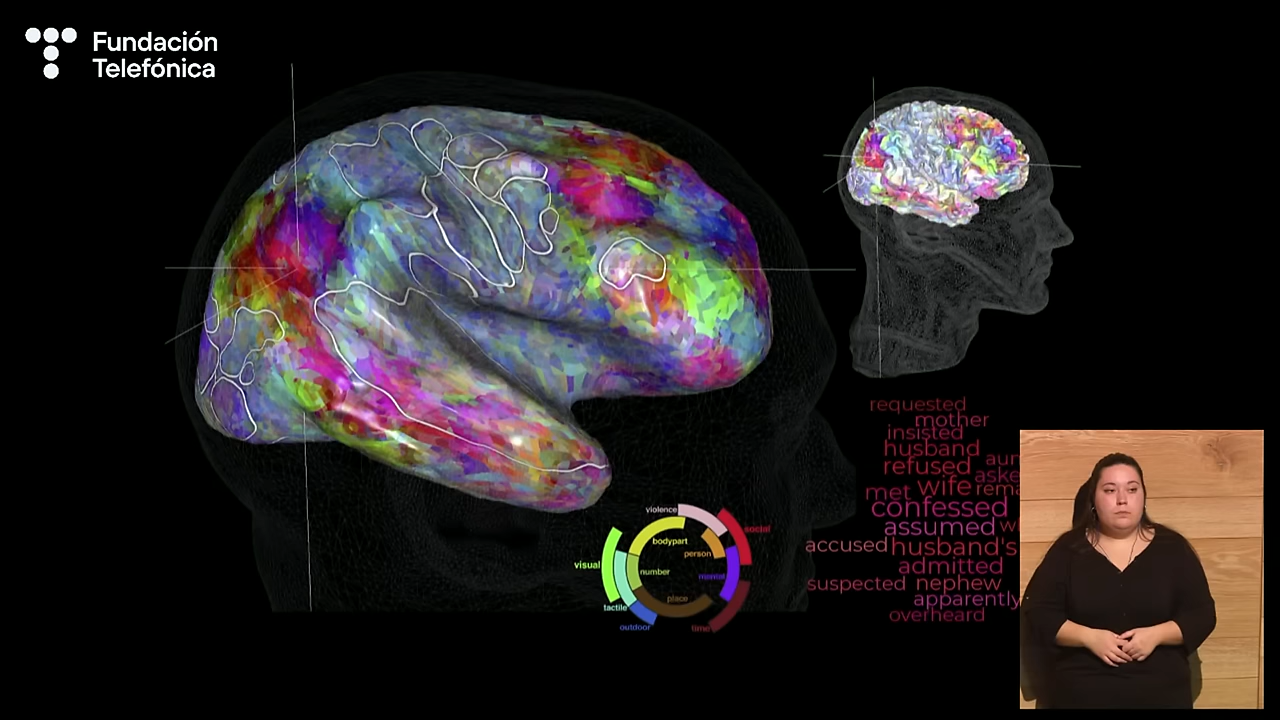 Fundación
Telefónica
requested
mother
insisted
husband
refused
met
wife
confessed
assumed
accused
husband's
admitted
suspected
nephew
apparently
overheard
violence
social
bodypart
person
visual
number
mental
place
tactile
outdoor
time